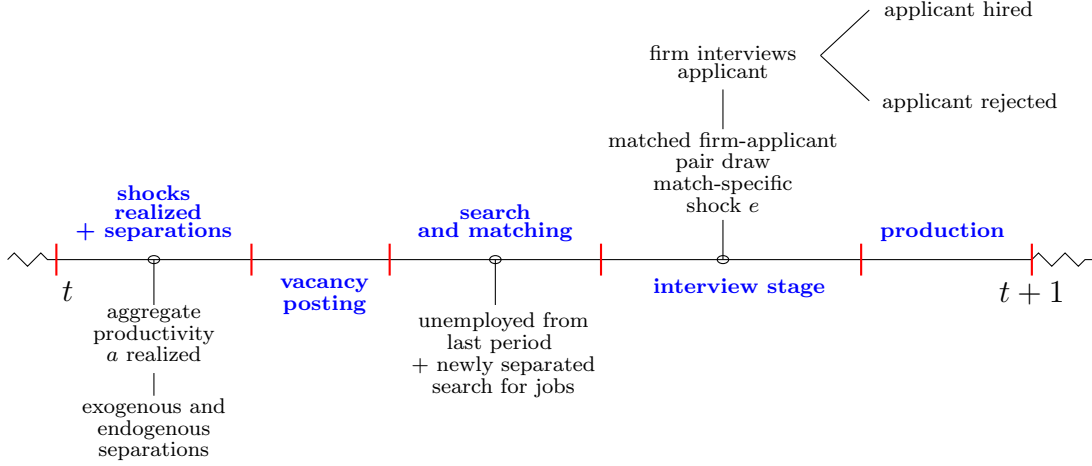 shocks
realized
+ separations
t
aggregate
productivity
a realized
exogenous and
endogenous
separations
vacancy
posting
search
and matching
unemployed from
last period
+ newly separated
search for jobs
applicant hired
firm interviews
applicant
applicant rejected
matched firm-applicant
pair draw
match-specific
shock e
interview stage
production
t + 1